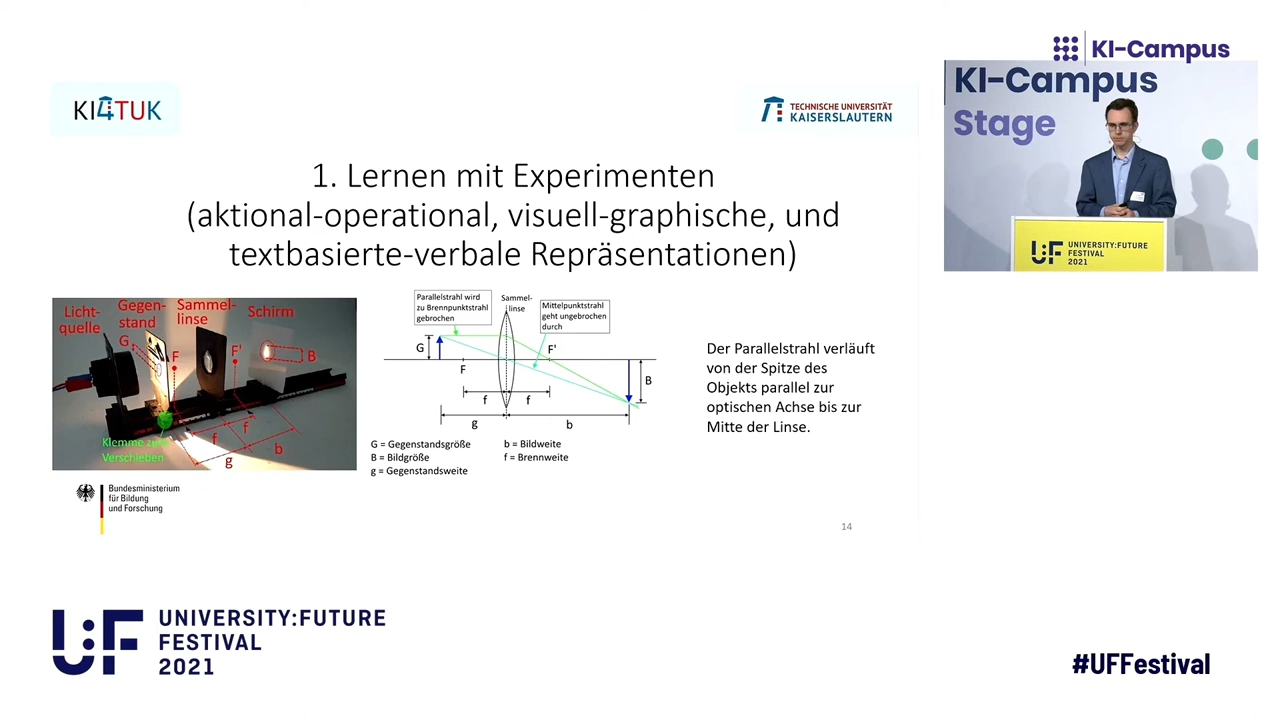 KI-Campus
KI-Campus
Stage
KI4TUK
TECHNISCHE UNIVERSITÄT
KAISERSLAUTERN
1. Lernen mit Experimenten
(aktional-operational, visuell-graphische, und
textbasierte-verbale Repräsentationen)
U:F UNIVERSITY:FUTURE
FESTIVAL
2021
Licht-
quelle
Gegen-
stand
Sammel-
linse
Schirm
G
F
F'
B
f
f
b
g
Klemme zum
Verschieben
Parallelstrahl wird
zu Brennpunktstrahl
gebrochen
Sammel-
linse
Mittelpunktstrahl
geht ungebrochen
durch
G
F
F'
B
f
f
g
b
G = Gegenstandsgröße
B = Bildgröße
g = Gegenstandsweite
b = Bildweite
f = Brennweite
Der Parallelstrahl verläuft
von der Spitze des
Objekts parallel zur
optischen Achse bis zur
Mitte der Linse.
Bundesministerium
für Bildung
und Forschung
14
U:F UNIVERSITY:FUTURE
FESTIVAL
2021
#UFFestival